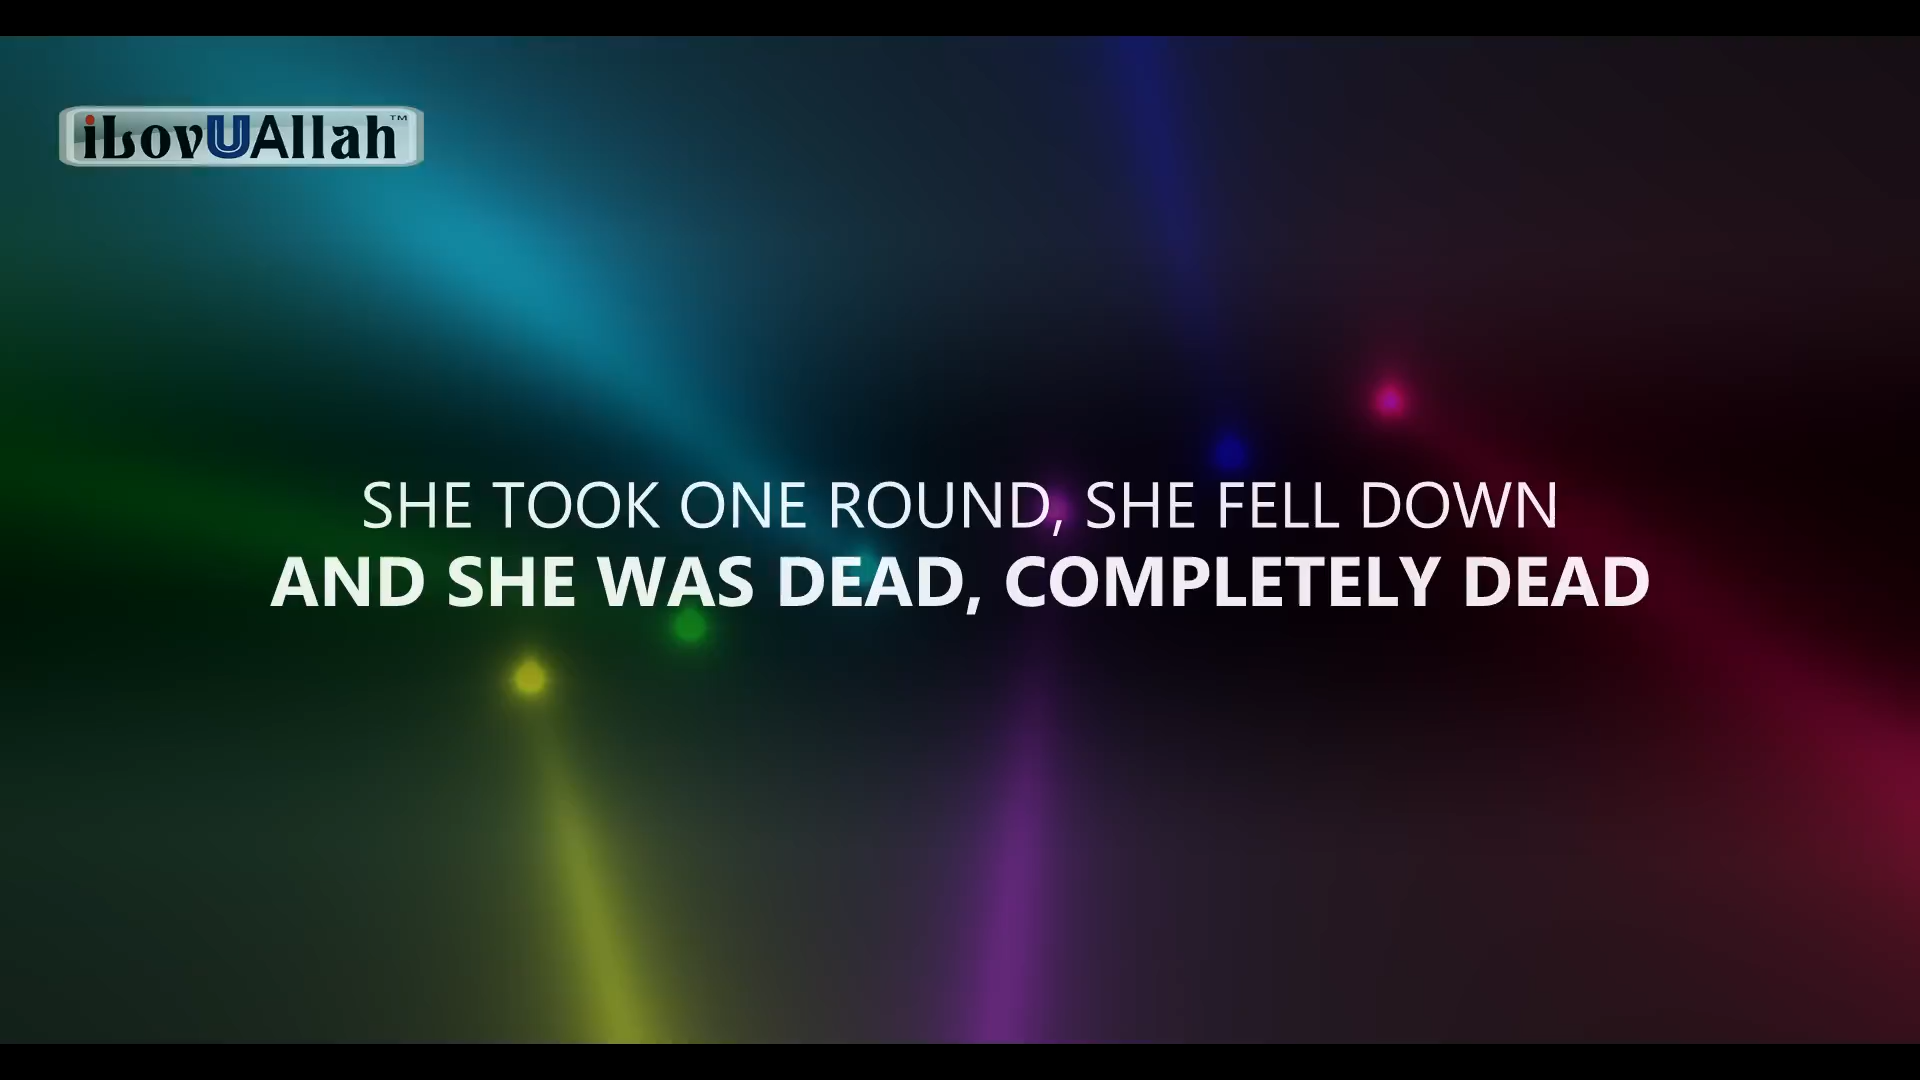 iLovUAllah™
SHE TOOK ONE ROUND, SHE FELL DOWN
AND SHE WAS DEAD, COMPLETELY DEAD